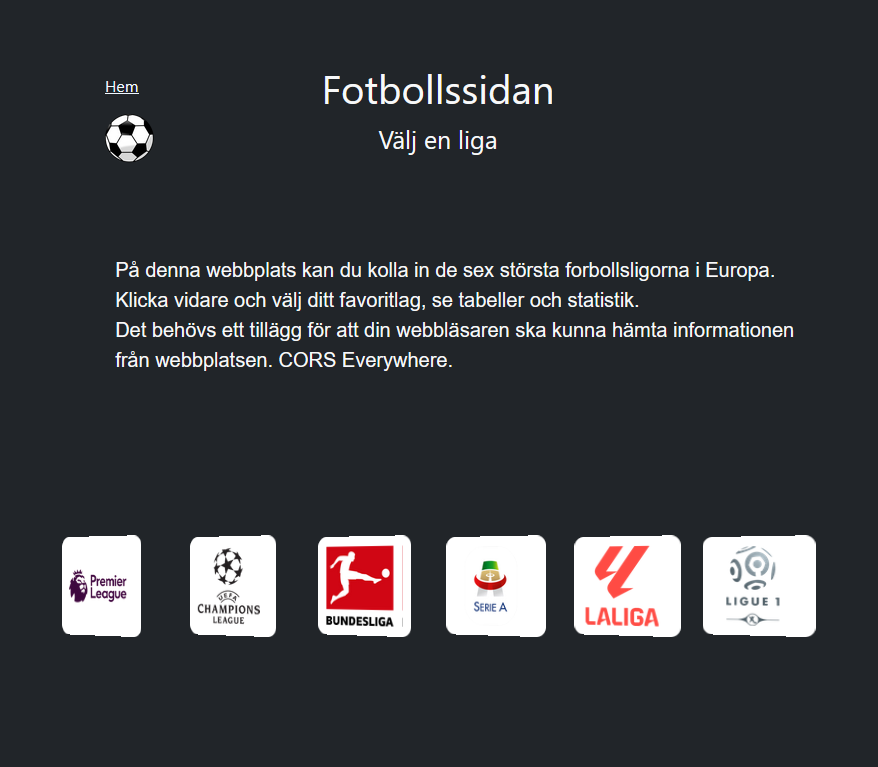 Hem
Fotbollssidan
Välj en liga
På denna webbplats kan du kolla in de sex största forbollsligorna i Europa.
Klicka vidare och välj ditt favoritlag, se tabeller och statistik.
Det behövs ett tillägg för att din webbläsaren ska kunna hämta informationen
från webbplatsen. CORS Everywhere.
Premier
League
UEFA
CHAMPIONS
LEAGUE
BUNDESLIGA
SERIE A
LALIGA
LIGUE 1